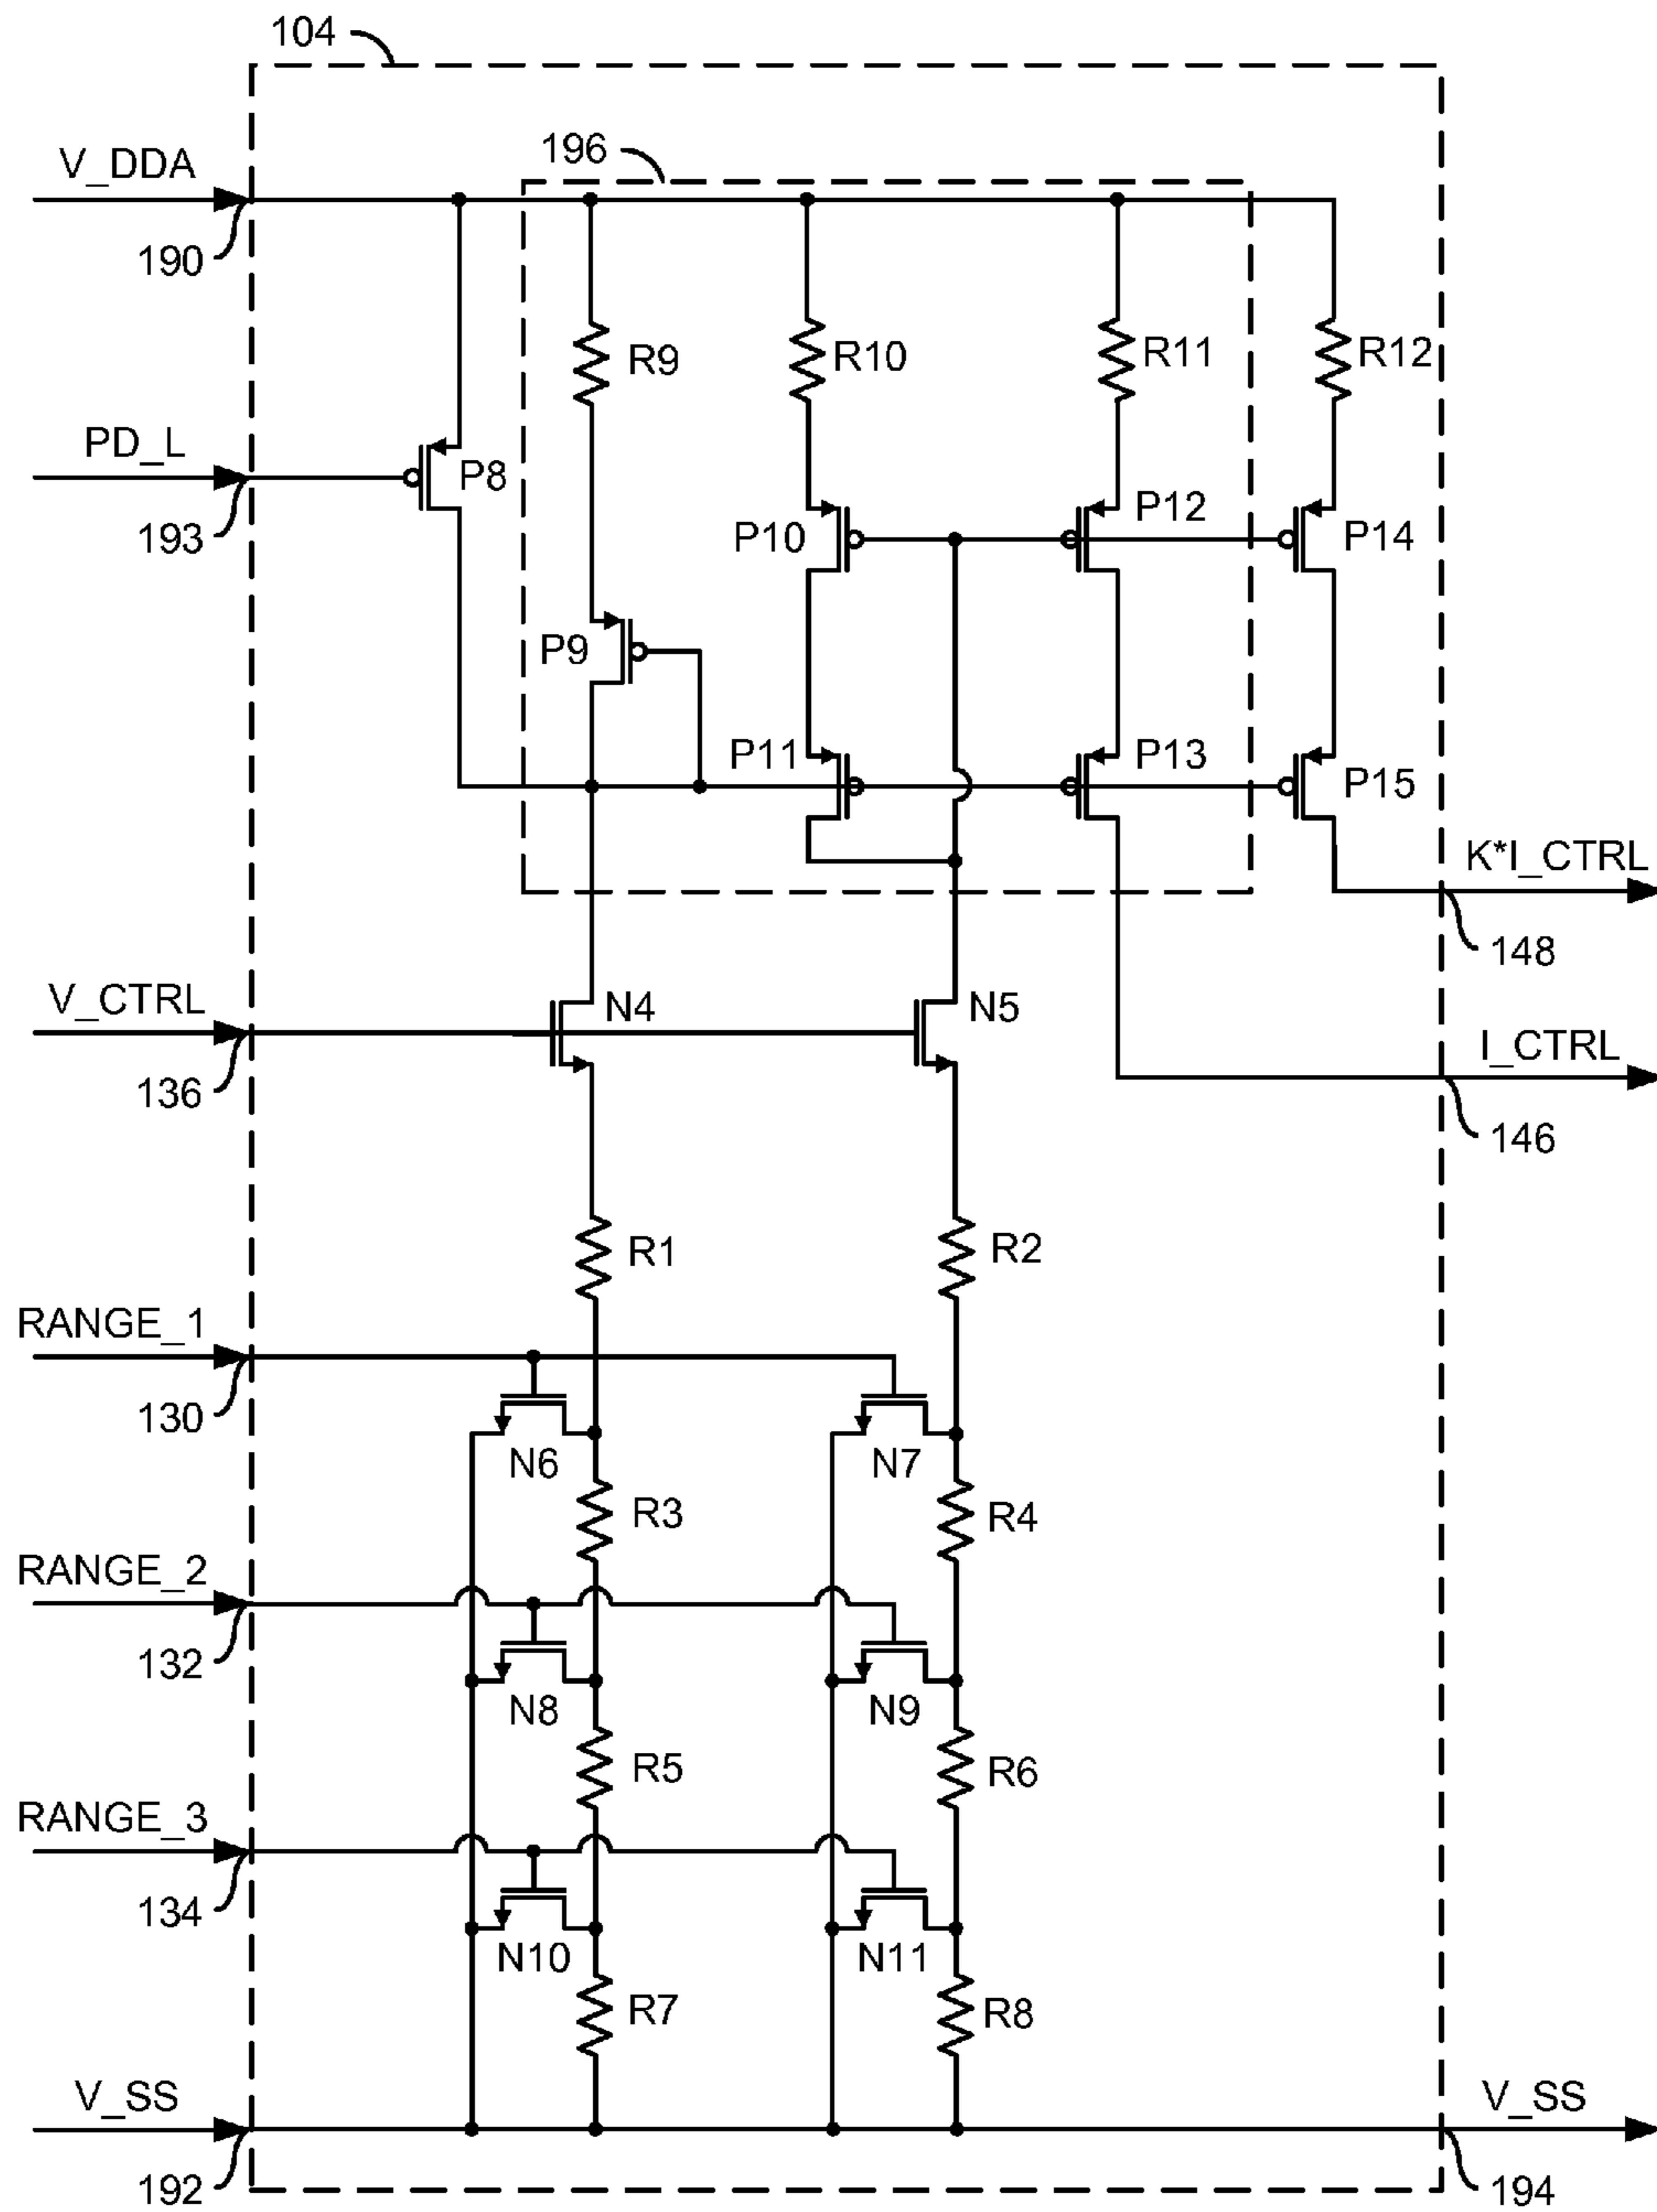 104
196
V_DDA
190
R9
R10
R11
R12
PD_L
193
P8
P10
P12
P14
P9
P11
P13
P15
K*I_CTRL
148
V_CTRL
136
N4
N5
I_CTRL
146
R1
R2
RANGE_1
130
N6
N7
R3
R4
RANGE_2
132
N8
N9
R5
R6
RANGE_3
134
N10
N11
R7
R8
V_SS
192
V_SS
194